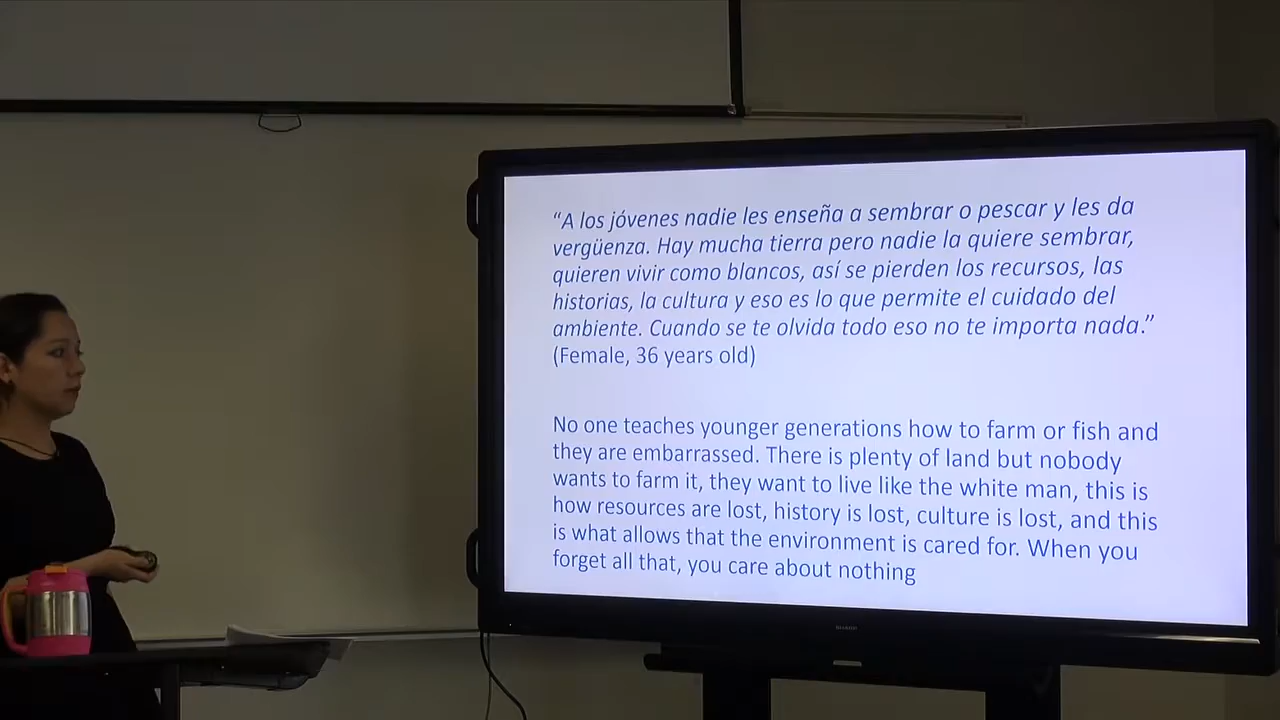 “A los jóvenes nadie les enseña a sembrar o pescar y les da
vergüenza. Hay mucha tierra pero nadie la quiere sembrar,
quieren vivir como blancos, así se pierden los recursos, las
historias, la cultura y eso es lo que permite el cuidado del
ambiente. Cuando se te olvida todo eso no te importa nada.”
(Female, 36 years old)
No one teaches younger generations how to farm or fish and
they are embarrassed. There is plenty of land but nobody
wants to farm it, they want to live like the white man, this is
how resources are lost, history is lost, culture is lost, and this
is what allows that the environment is cared for. When you
forget all that, you care about nothing